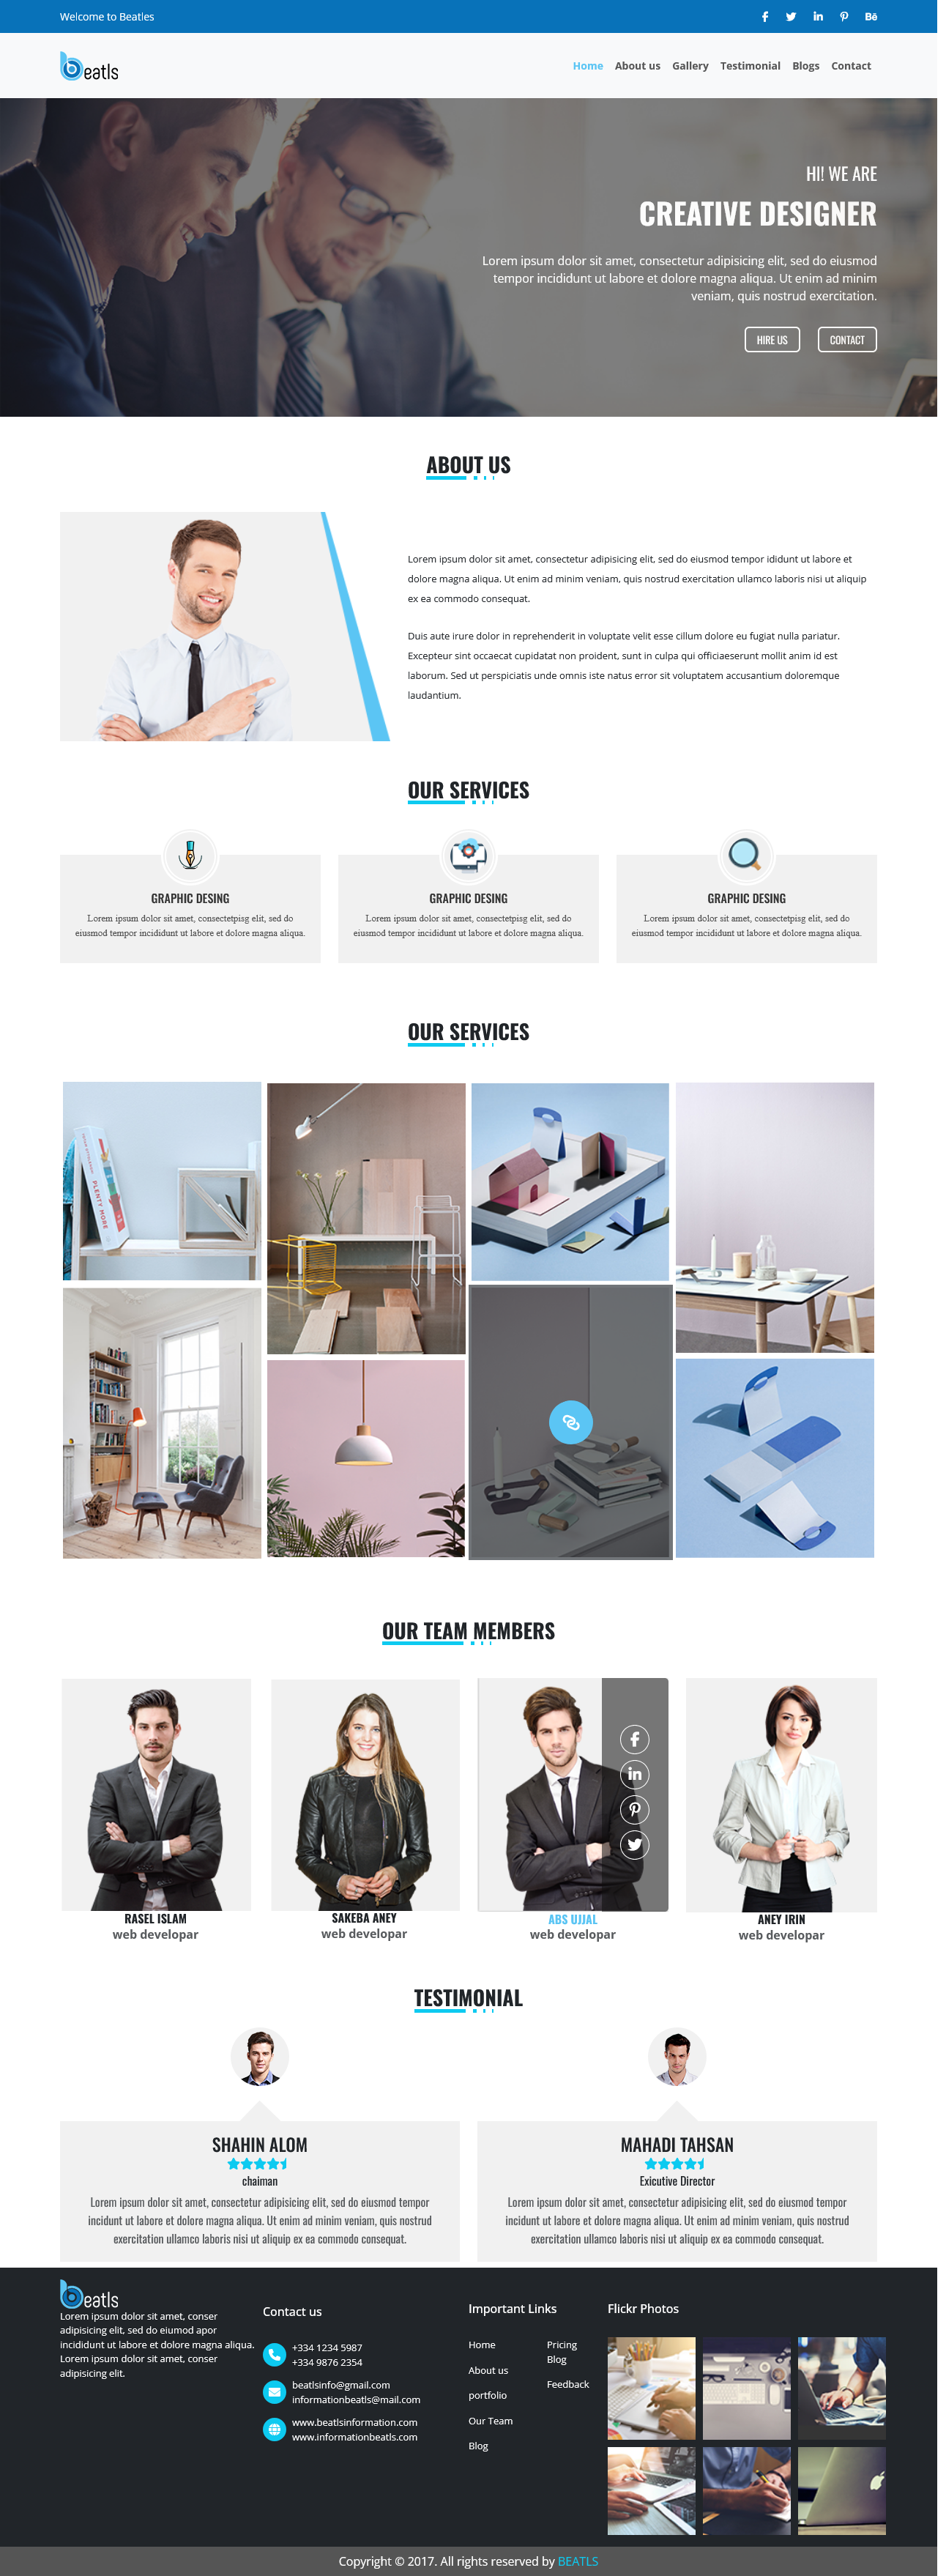 Welcome to Beatles
beatls
Home About us Gallery Testimonial Blogs Contact
HI! WE ARE
CREATIVE DESIGNER
Lorem ipsum dolor sit amet, consectetur adipisicing elit, sed do eiusmod
tempor incididunt ut labore et dolore magna aliqua. Ut enim ad minim
veniam, quis nostrud exercitation.
HIRE US CONTACT
ABOUT US
Lorem ipsum dolor sit amet, consectetur adipisicing elit, sed do eiusmod tempor ididunt ut labore et
dolore magna aliqua. Ut enim ad minim veniam, quis nostrud exercitation ullamco laboris nisi ut aliquip
ex ea commodo consequat.
Duis aute irure dolor in reprehenderit in voluptate velit esse cillum dolore eu fugiat nulla pariatur.
Excepteur sint occaecat cupidatat non proident, sunt in culpa qui officiaeserunt mollit anim id est
laborum. Sed ut perspiciatis unde omnis iste natus error sit voluptatem accusantium doloremque
laudantium.
OUR SERVICES
GRAPHIC DESING
Lorem ipsum dolor sit amet, consectetpisg elit, sed do
eiusmod tempor incididunt ut labore et dolore magna aliqua.
GRAPHIC DESING
Lorem ipsum dolor sit amet, consectetpisg elit, sed do
eiusmod tempor incididunt ut labore et dolore magna aliqua.
GRAPHIC DESING
Lorem ipsum dolor sit amet, consectetpisg elit, sed do
eiusmod tempor incididunt ut labore et dolore magna aliqua.
OUR SERVICES
PLENTY MORE
OUR TEAM MEMBERS
RASEL ISLAM
web developar
SAKEBA ANEY
web developar
ABS UJJAL
web developar
ANEY IRIN
web developar
TESTIMONIAL
SHAHIN ALOM
chaiman
Lorem ipsum dolor sit amet, consectetur adipisicing elit, sed do eiusmod tempor
incididunt ut labore et dolore magna aliqua. Ut enim ad minim veniam, quis nostrud
exercitation ullamco laboris nisi ut aliquip ex ea commodo consequat.
MAHADI TAHSAN
Exicutive Director
Lorem ipsum dolor sit amet, consectetur adipisicing elit, sed do eiusmod tempor
incididunt ut labore et dolore magna aliqua. Ut enim ad minim veniam, quis nostrud
exercitation ullamco laboris nisi ut aliquip ex ea commodo consequat.
beatls
Lorem ipsum dolor sit amet, conser
adipisicing elit, sed do eiumod apor
incididunt ut labore et dolore magna aliqua.
Lorem ipsum dolor sit amet, conser
adipisicing elit.
Contact us
+334 1234 5987
+334 9876 2354
beatlsinfo@gmail.com
informationbeatls@mail.com
www.beatlsinformation.com
www.informationbeatls.com
Important Links
Home
About us
portfolio
Our Team
Blog
Pricing
Blog
Feedback
Flickr Photos
Copyright © 2017. All rights reserved by BEATLS